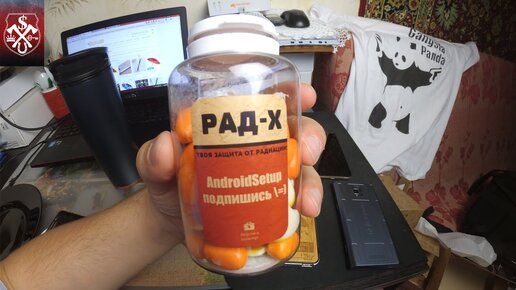 РАД-Х
ТВОЯ ЗАЩИТА ОТ РАДИАЦИИ
AndroidSetup
подпишись \=)
Gangsta
Panda